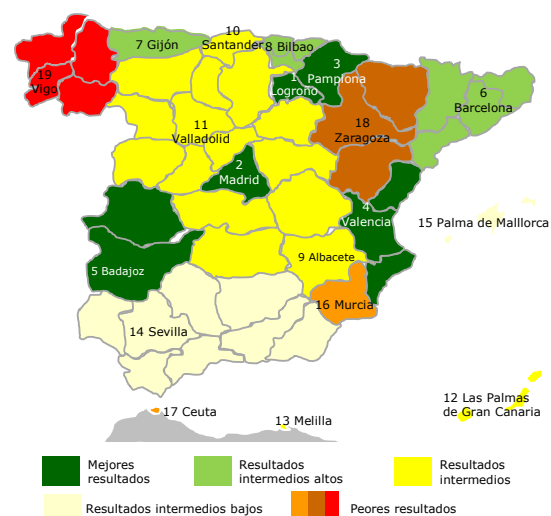 10
Santander
7 Gijón
8 Bilbao
3
Pamplona
1
Logroño
19
Vigo
6
Barcelona
11
Valladolid
18
Zaragoza
2
Madrid
4
Valencia
15 Palma de Malllorca
9 Albacete
5 Badajoz
16 Murcia
14 Sevilla
12 Las Palmas
de Gran Canaria
17 Ceuta
13 Melilla
Mejores
resultados
Resultados
intermedios altos
Resultados
intermedios
Resultados intermedios bajos
Peores resultados